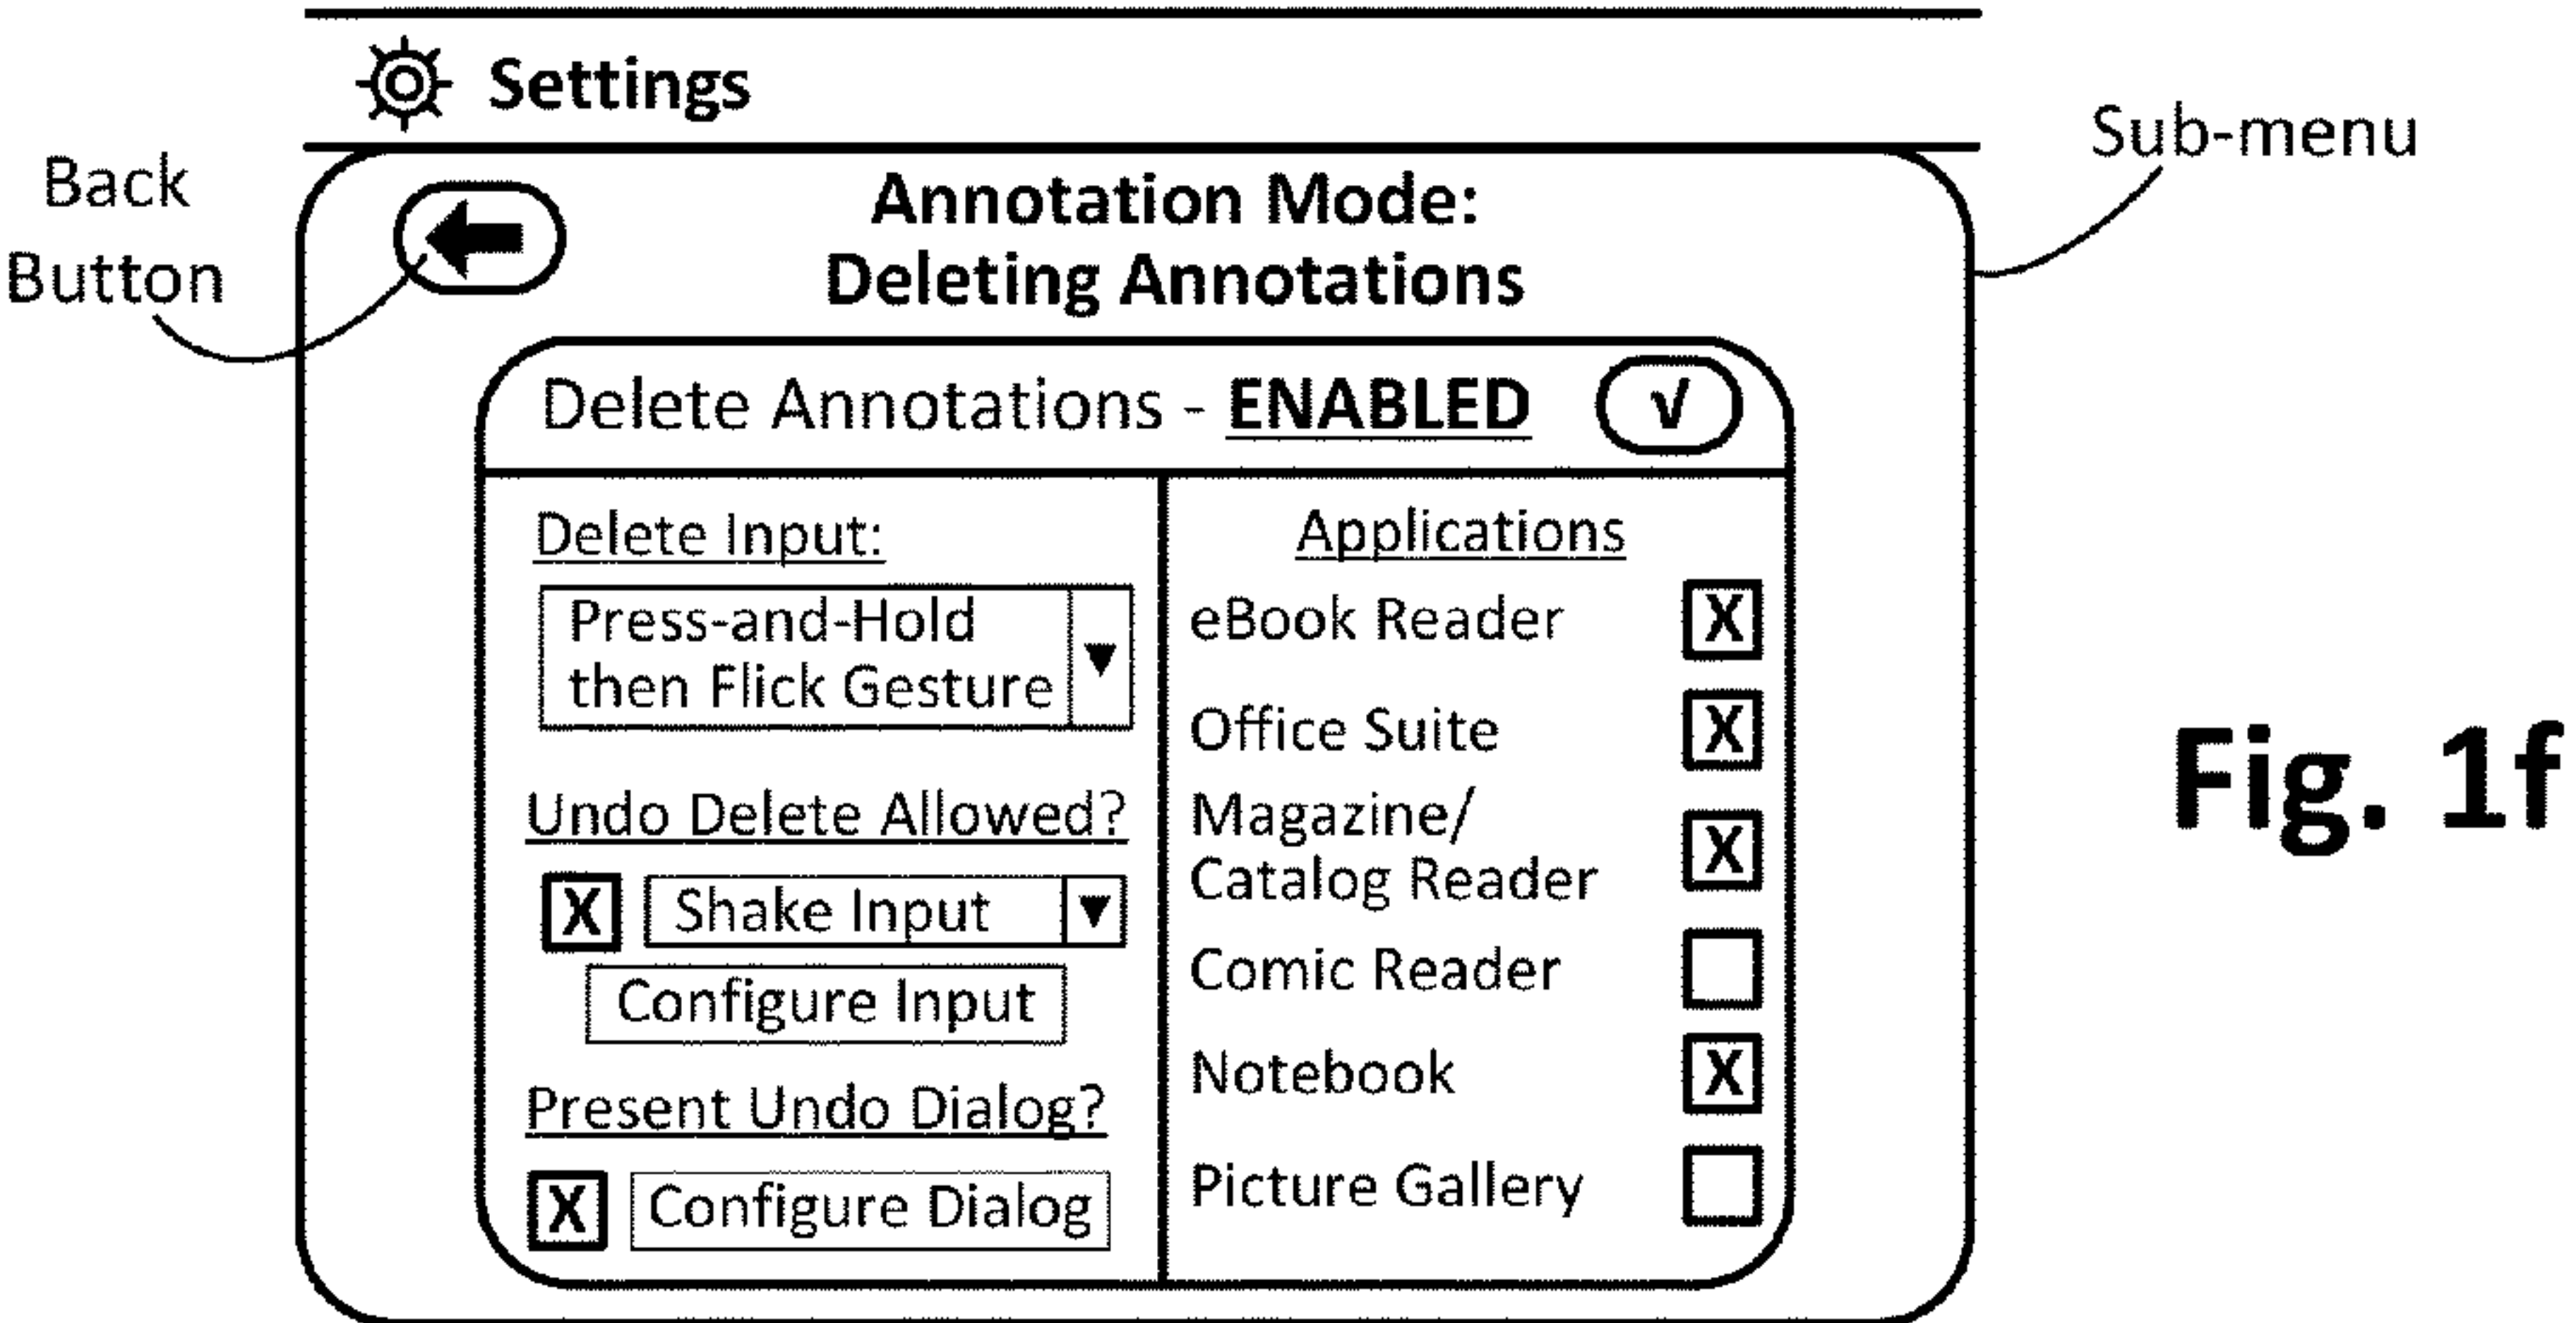 Settings
Back
Button
Sub-menu
Annotation Mode:
Deleting Annotations
Delete Annotations - ENABLED
√
Delete Input:
Press-and-Hold
then Flick Gesture
▼
Undo Delete Allowed?
X
Shake Input
▼
Configure Input
Present Undo Dialog?
X
Configure Dialog
Applications
eBook Reader
X
Office Suite
X
Magazine/
Catalog Reader
X
Comic Reader
Notebook
X
Picture Gallery
Fig. 1f